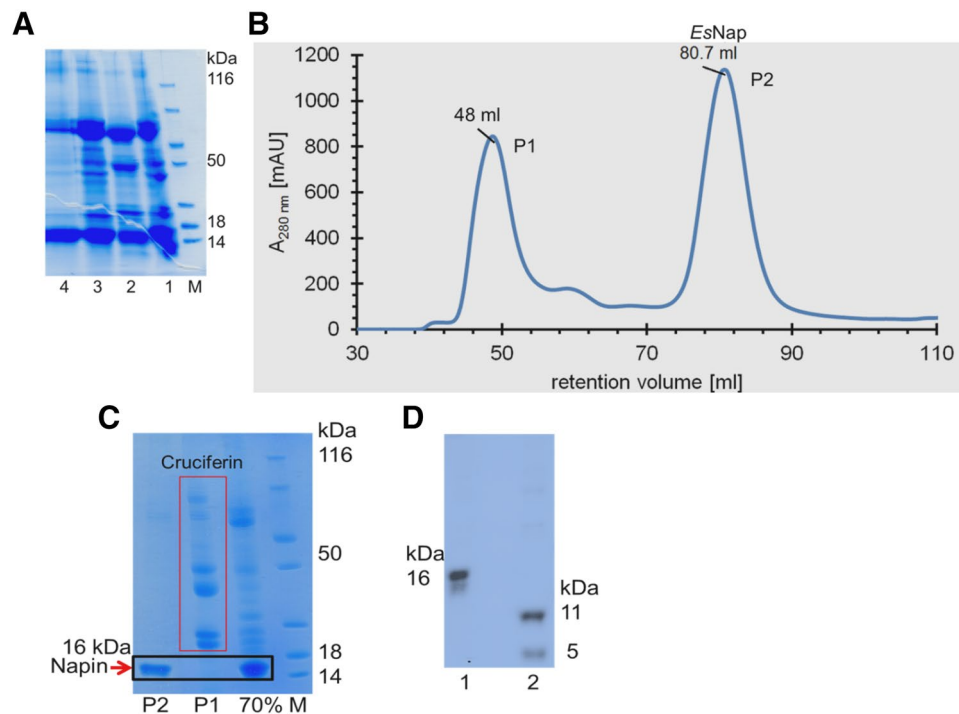 A
kDa
116
50
18
14
4 3 2 1 M
B
EsNap
80.7 ml
48 ml
P1
P2
1200
1000
800
600
400
200
0
A280 nm [mAU]
30 50 70 90 110
retention volume [ml]
C
kDa
116
Cruciferin
50
16 kDa
Napin
18
14
P2 P1 70% M
D
kDa
16
kDa
11
5
1 2